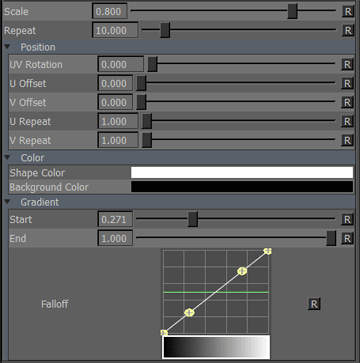 Scale 0.800 R
Repeat 10.000 R
Position
UV Rotation 0.000 R
U Offset 0.000 R
V Offset 0.000 R
U Repeat 1.000 R
V Repeat 1.000 R
Color
Shape Color
Background Color
Gradient
Start 0.271 R
End 1.000 R
Falloff R